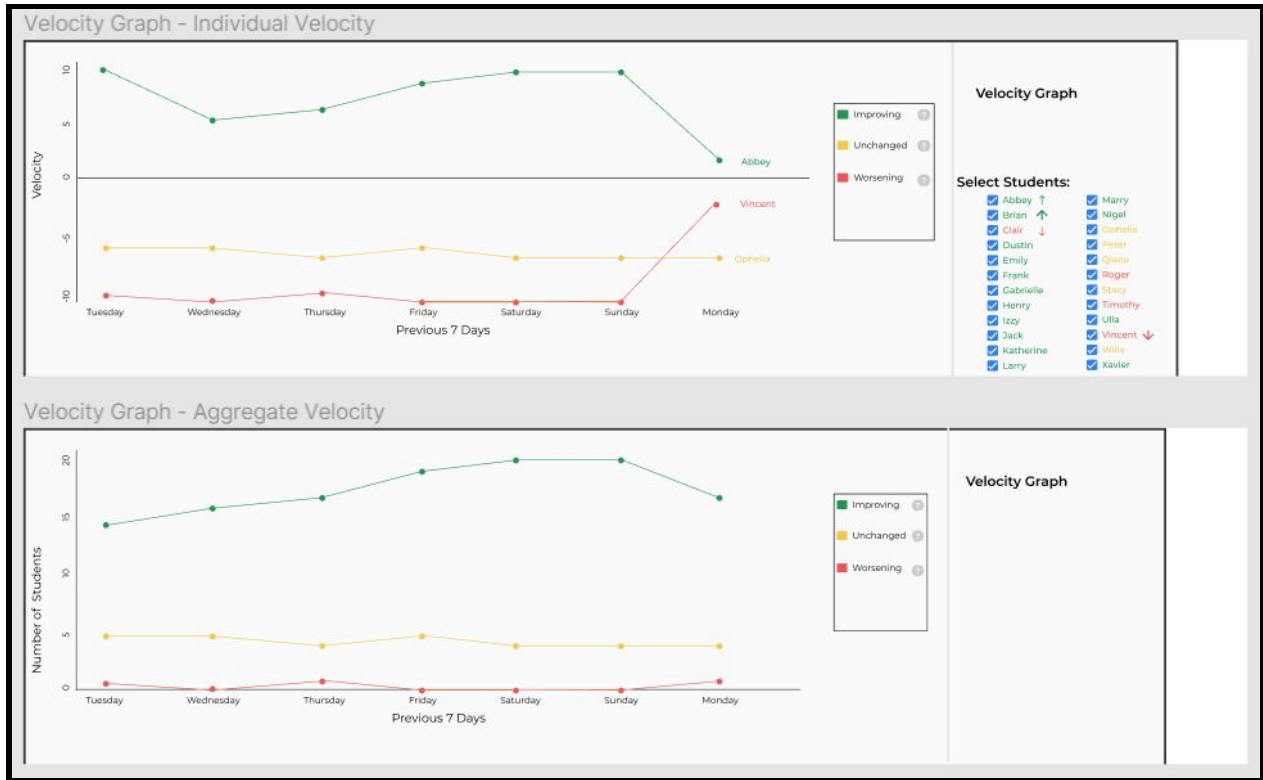 Velocity Graph - Individual Velocity
10
5
0
-5
-10
Velocity
Tuesday Wednesday Thursday Friday Saturday Sunday Monday
Previous 7 Days
Abbey
Vincent
Ophelia
Improving ?
Unchanged ?
Worsening ?
Velocity Graph
Select Students:
Abbey ↑ Marry
Brian ↑ Nigel
Clair ↓ Ophelia
Dustin Peter
Emily Qiana
Frank Roger
Gabrielle Stacy
Henry Timothy
Izzy Ulla
Jack Vincent ↓
Katherine Willa
Larry Xavier
Velocity Graph - Aggregate Velocity
20
15
10
5
0
Number of Students
Tuesday Wednesday Thursday Friday Saturday Sunday Monday
Previous 7 Days
Improving ?
Unchanged ?
Worsening ?
Velocity Graph